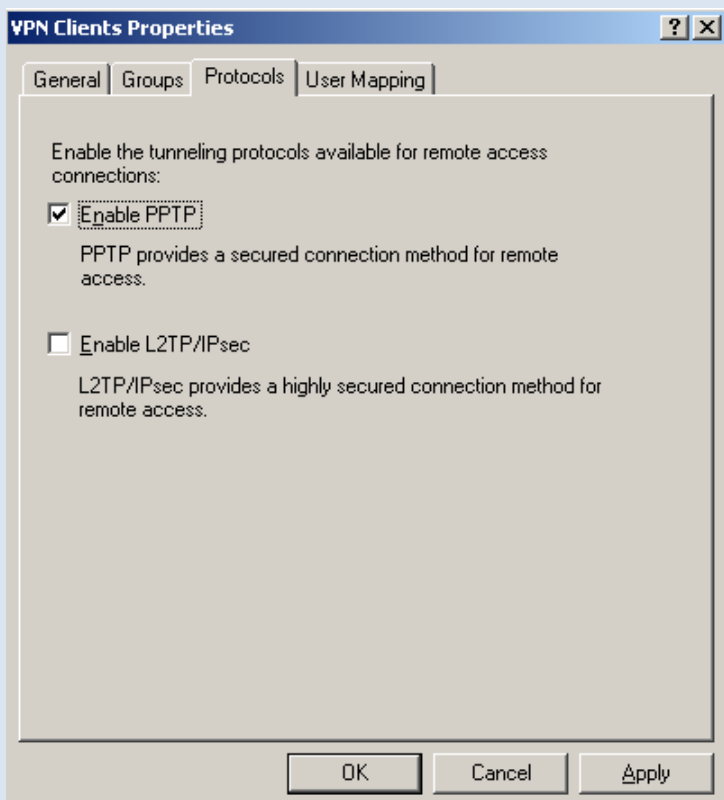 VPN Clients Properties
General Groups Protocols User Mapping
Enable the tunneling protocols available for remote access
connections:
Enable PPTP
PPTP provides a secured connection method for remote
access.
Enable L2TP/IPsec
L2TP/IPsec provides a highly secured connection method for
remote access.
OK Cancel Apply